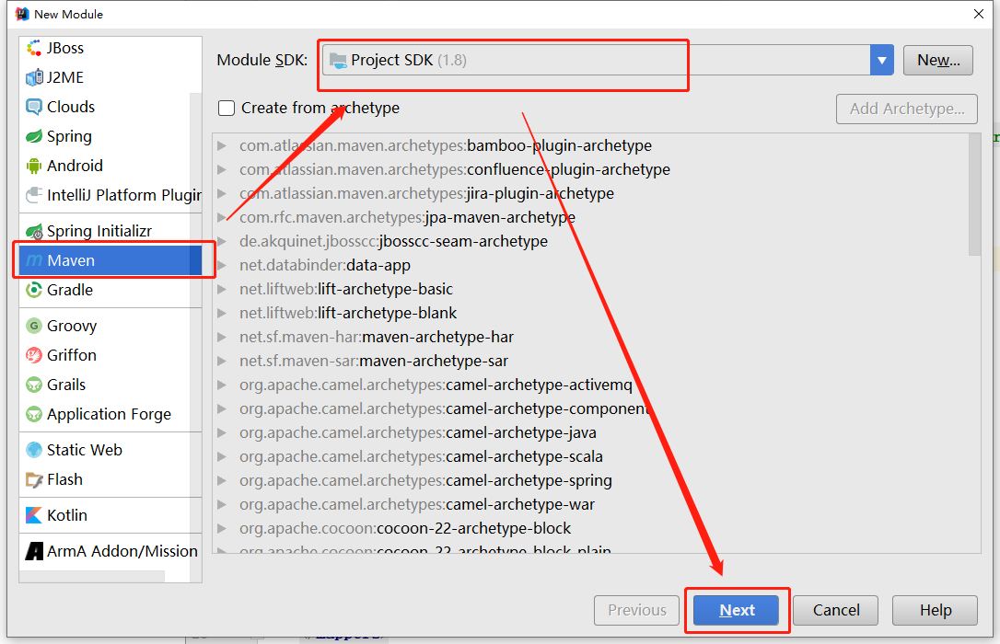 New Module
JBoss
J2ME
Clouds
Spring
Android
IntelliJ Platform Plugin
Spring Initializr
Maven
Gradle
Groovy
Griffon
Grails
Application Forge
Static Web
Flash
Kotlin
ArmA Addon/Mission
Module SDK: Project SDK (1.8) New...
Create from archetype Add Archetype...
com.atlassian.maven.archetypes:bamboo-plugin-archetype
com.atlassian.maven.archetypes:confluence-plugin-archetype
com.atlassian.maven.archetypes:jira-plugin-archetype
com.rfc.maven.archetypes:jpa-maven-archetype
de.akquinet.jbosscc:jbosscc-seam-archetype
net.databinder:data-app
net.liftweb:lift-archetype-basic
net.liftweb:lift-archetype-blank
net.sf.maven-har:maven-archetype-har
net.sf.maven-sar:maven-archetype-sar
org.apache.camel.archetypes:camel-archetype-activemq
org.apache.camel.archetypes:camel-archetype-component
org.apache.camel.archetypes:camel-archetype-java
org.apache.camel.archetypes:camel-archetype-scala
org.apache.camel.archetypes:camel-archetype-spring
org.apache.camel.archetypes:camel-archetype-war
org.apache.cocoon:cocoon-22-archetype-block
org.apache.cocoon:cocoon-22-archetype-block-plain
Previous Next Cancel Help